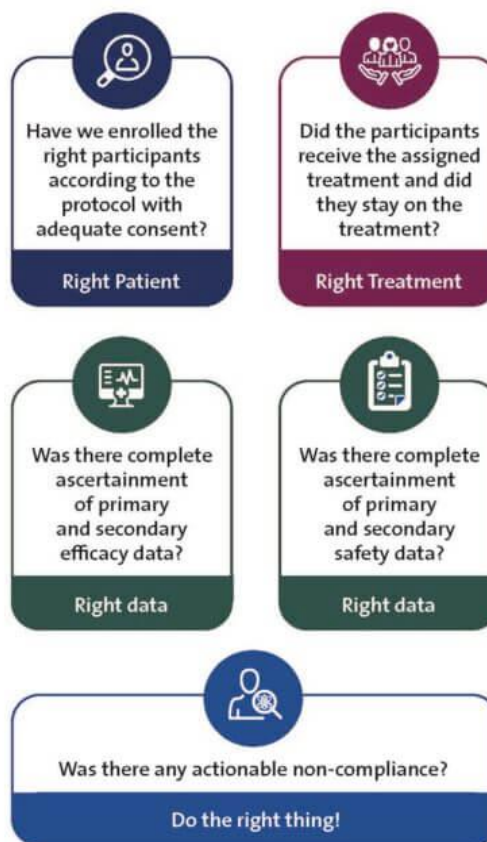 Have we enrolled the
right participants
according to the
protocol with
adequate consent?
Right Patient
Did the participants
receive the assigned
treatment and did
they stay on the
treatment?
Right Treatment
Was there complete
ascertainment
of primary
and secondary
efficacy data?
Right data
Was there complete
ascertainment
of primary
and secondary
safety data?
Right data
Was there any actionable non-compliance?
Do the right thing!